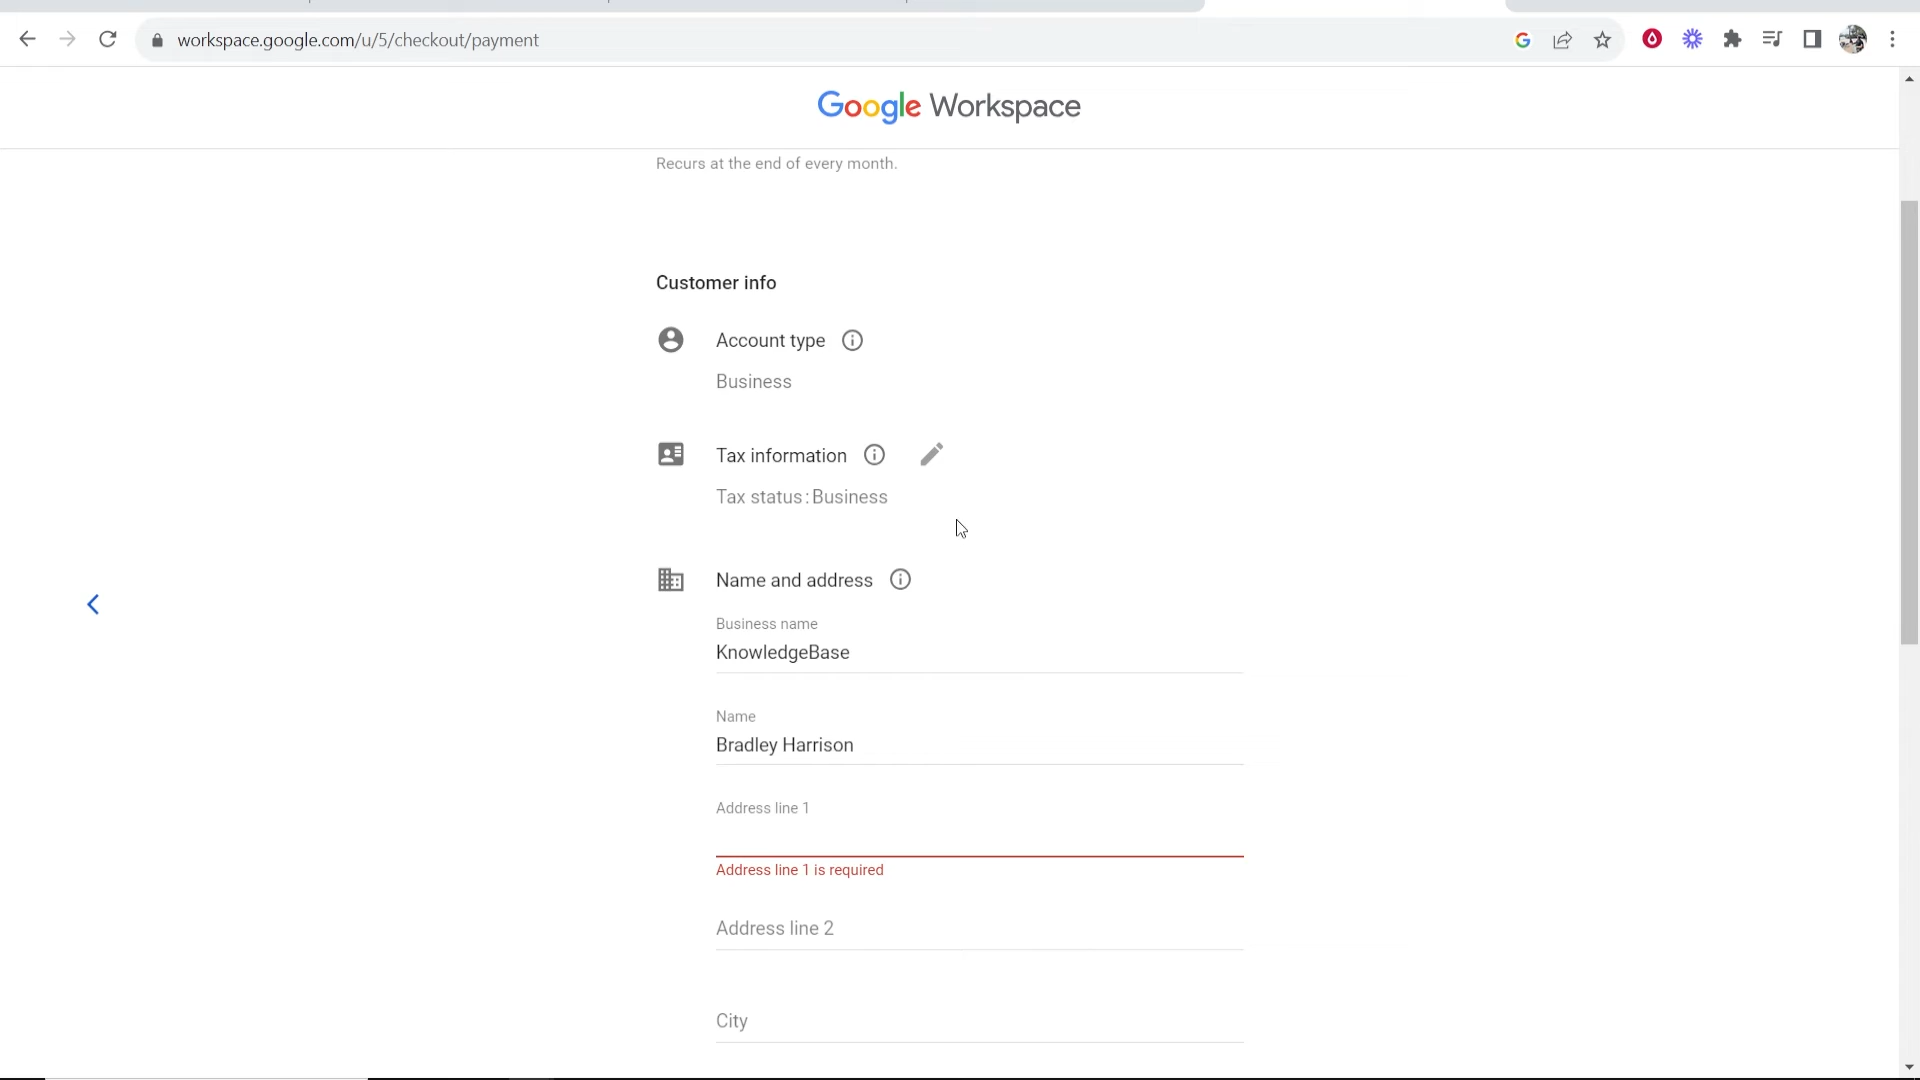 workspace.google.com/u/5/checkout/payment
Google Workspace
Recurs at the end of every month.
Customer info
Account type
Business
Tax information
Tax status: Business
Name and address
Business name
KnowledgeBase
Name
Bradley Harrison
Address line 1
Address line 1 is required
Address line 2
City